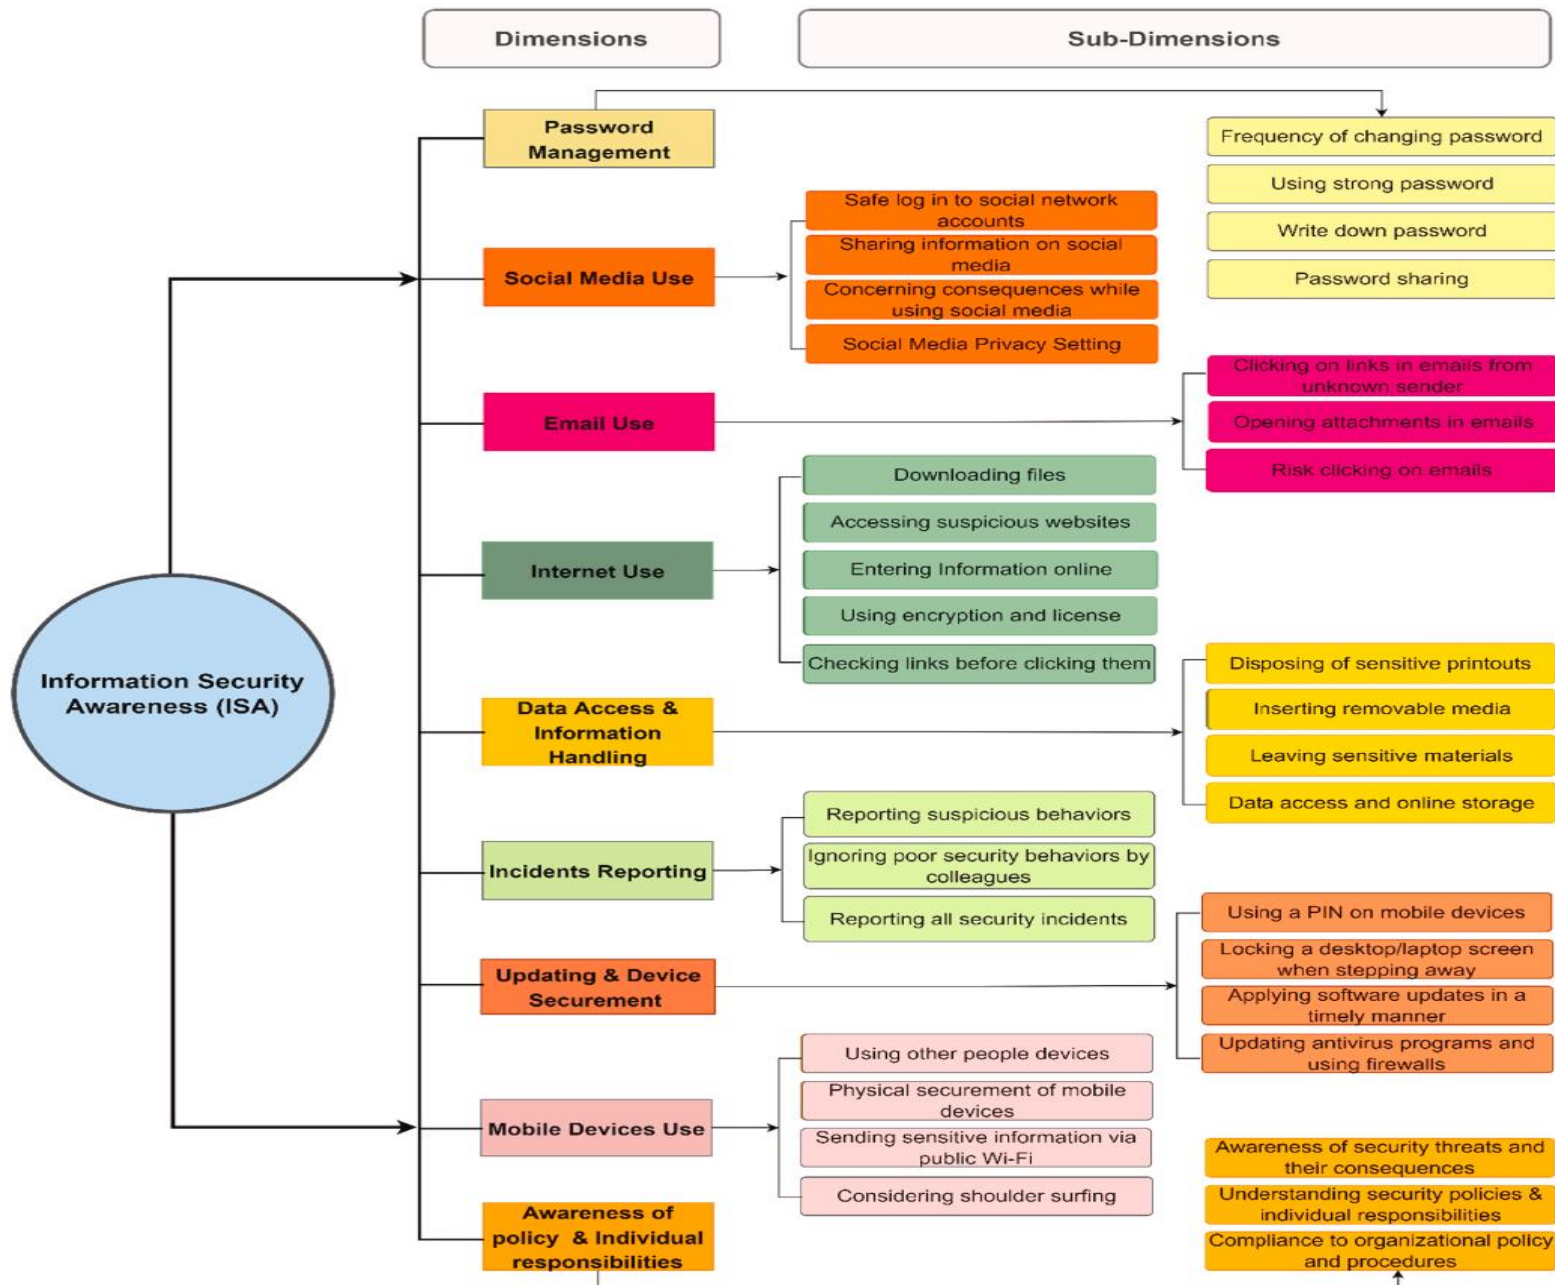 Dimensions
Sub-Dimensions
Password
Management
Frequency of changing password
Using strong password
Write down password
Password sharing
Social Media Use
Safe log in to social network
accounts
Sharing information on social
media
Concerning consequences while
using social media
Social Media Privacy Setting
Email Use
Clicking on links in emails from
unknown sender
Opening attachments in emails
Risk clicking on emails
Internet Use
Downloading files
Accessing suspicious websites
Entering Information online
Using encryption and license
Checking links before clicking them
Information Security
Awareness (ISA)
Data Access &
Information
Handling
Disposing of sensitive printouts
Inserting removable media
Leaving sensitive materials
Data access and online storage
Incidents Reporting
Reporting suspicious behaviors
Ignoring poor security behaviors by
colleagues
Reporting all security incidents
Updating & Device
Securement
Using a PIN on mobile devices
Locking a desktop/laptop screen
when stepping away
Applying software updates in a
timely manner
Updating antivirus programs and
using firewalls
Mobile Devices Use
Using other people devices
Physical securement of mobile
devices
Sending sensitive information via
public Wi-Fi
Considering shoulder surfing
Awareness of
policy & Individual
responsibilities
Awareness of security threats and
their consequences
Understanding security policies &
individual responsibilities
Compliance to organizational policy
and procedures